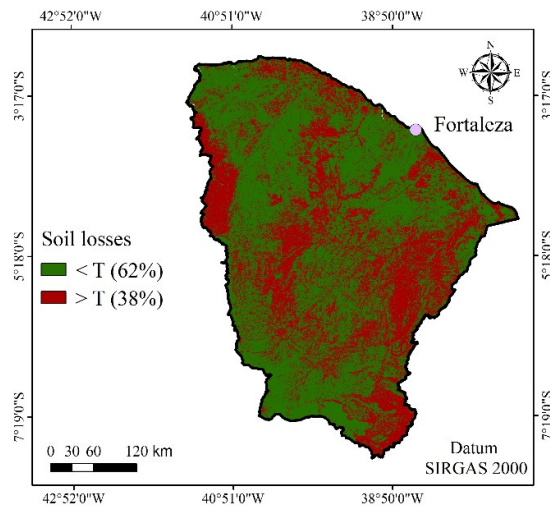 42°52'0"W 40°51'0"W 38°50'0"W
N
W E
S
3°17'0"S 3°17'0"S
Fortaleza
Soil losses
< T (62%)
> T (38%)
5°18'0"S 5°18'0"S
7°19'0"S 7°19'0"S
0 30 60 120 km
Datum
SIRGAS 2000
42°52'0"W 40°51'0"W 38°50'0"W